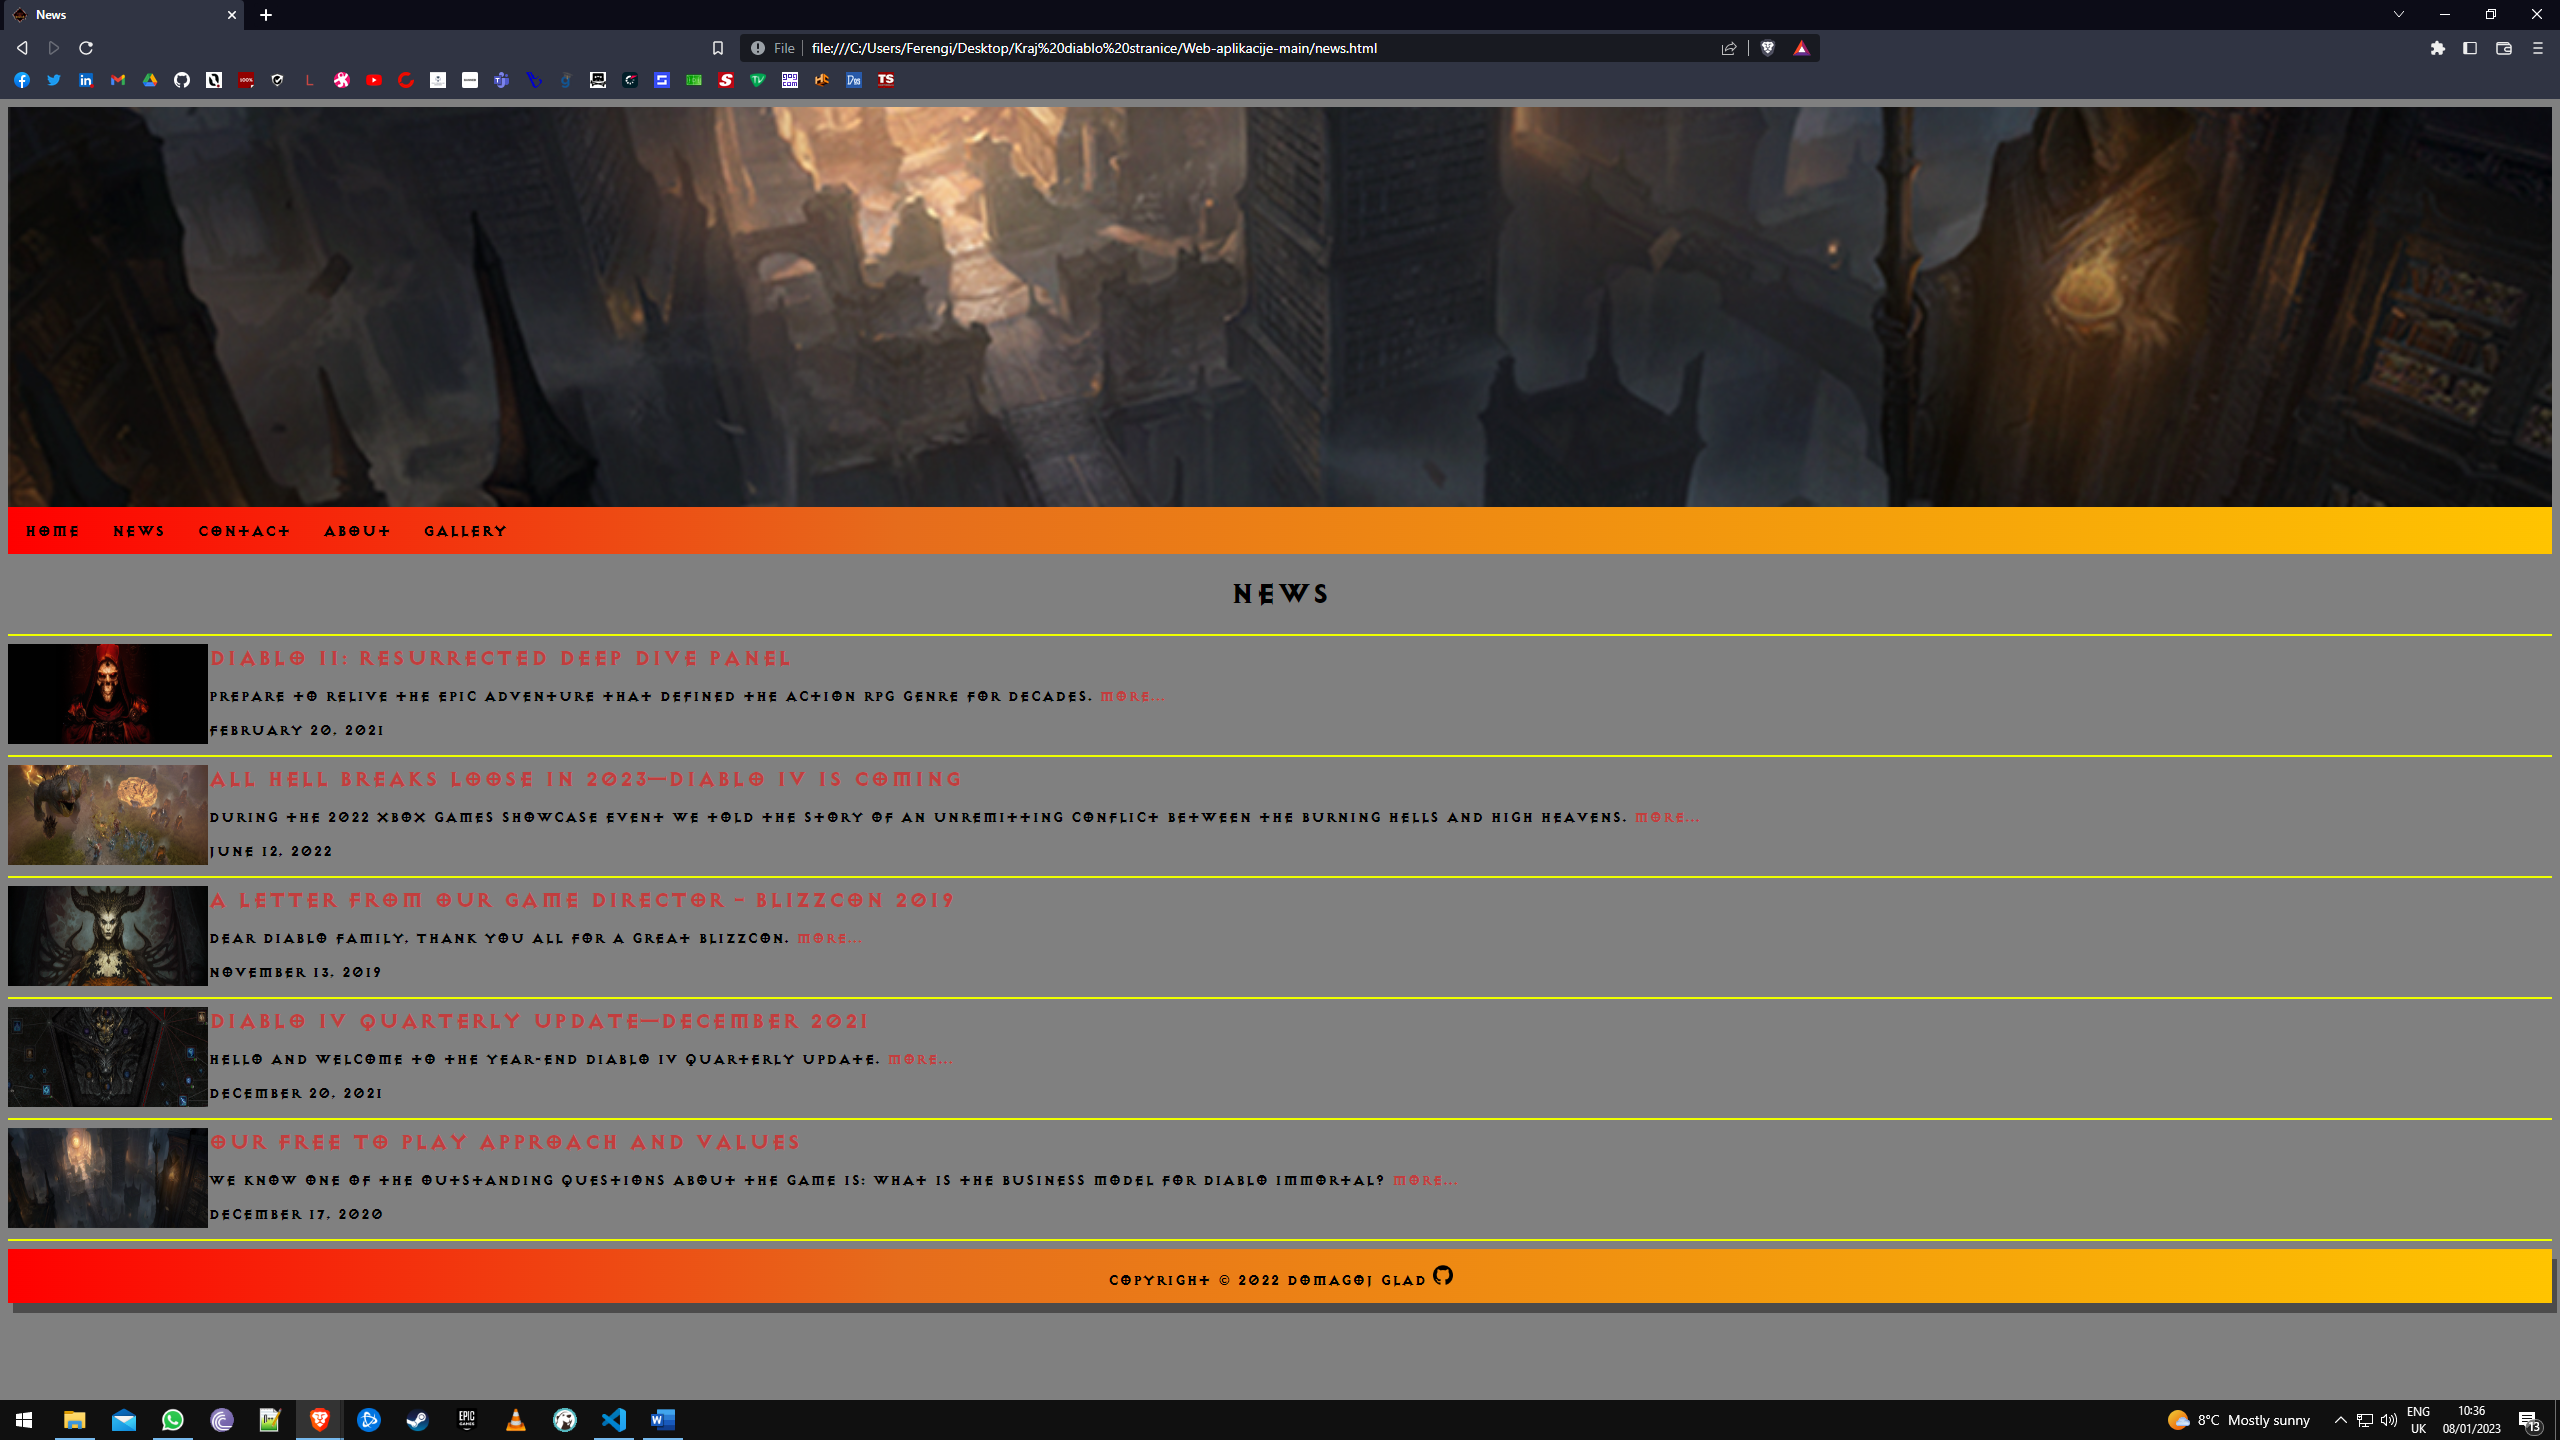 News
File
file:///C:/Users/Ferengi/Desktop/Kraj%20diablo%20stranice/Web-aplikacije-main/news.html
HOME NEWS CONTACT ABOUT GALLERY
NEWS
DIABLO II: RESURRECTED DEEP DIVE PANEL
PREPARE TO RELIVE THE EPIC ADVENTURE THAT DEFINED THE ACTION RPG GENRE FOR DECADES. MORE...
FEBRUARY 20, 2021
ALL HELL BREAKS LOOSE IN 2023—DIABLO IV IS COMING
DURING THE 2022 XBOX GAMES SHOWCASE EVENT WE TOLD THE STORY OF AN UNREMITTING CONFLICT BETWEEN THE BURNING HELLS AND HIGH HEAVENS. MORE...
JUNE 12, 2022
A LETTER FROM OUR GAME DIRECTOR - BLIZZCON 2019
DEAR DIABLO FAMILY, THANK YOU ALL FOR A GREAT BLIZZCON. MORE...
NOVEMBER 13, 2019
DIABLO IV QUARTERLY UPDATE—DECEMBER 2021
HELLO AND WELCOME TO THE YEAR-END DIABLO IV QUARTERLY UPDATE. MORE...
DECEMBER 20, 2021
OUR FREE TO PLAY APPROACH AND VALUES
WE KNOW ONE OF THE OUTSTANDING QUESTIONS ABOUT THE GAME IS: WHAT IS THE BUSINESS MODEL FOR DIABLO IMMORTAL? MORE...
DECEMBER 17, 2020
COPYRIGHT © 2022 DOMAGOJ GLAD
8°C Mostly sunny
ENG
UK
10:36
08/01/2023
13